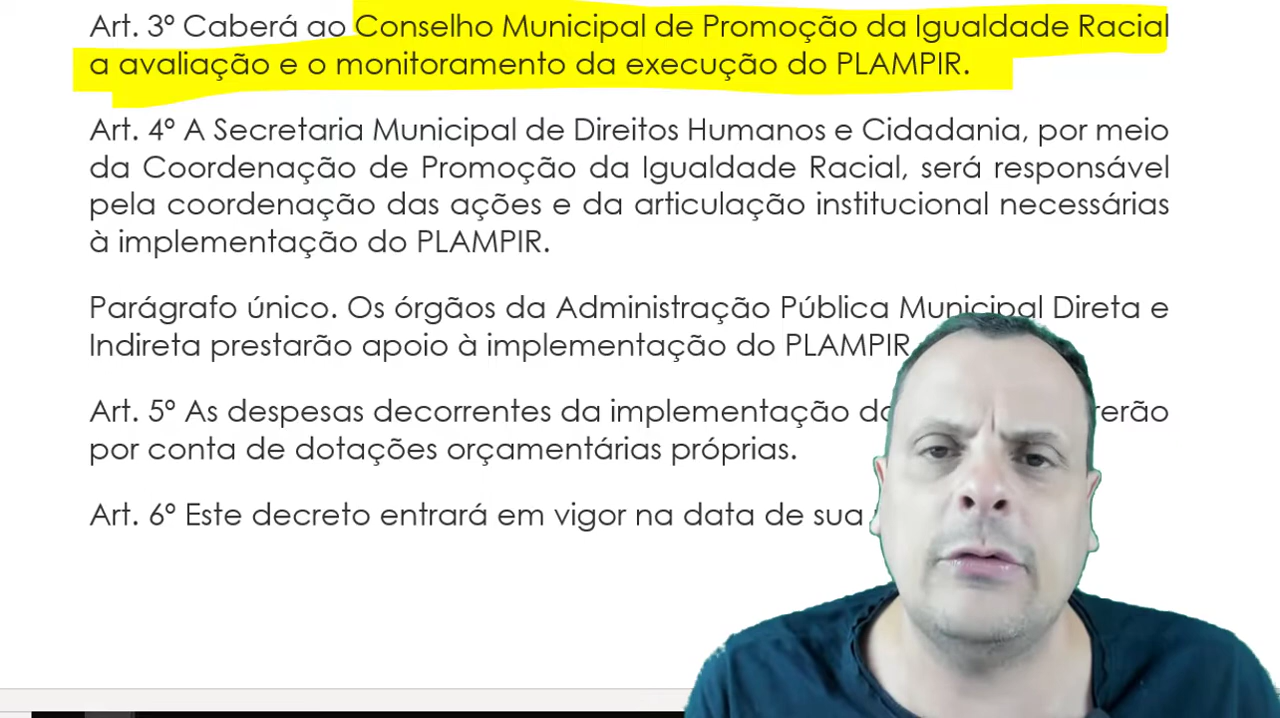 Art. 3º Caberá ao Conselho Municipal de Promoção da Igualdade Racial
a avaliação e o monitoramento da execução do PLAMPIR.
Art. 4º A Secretaria Municipal de Direitos Humanos e Cidadania, por meio
da Coordenação de Promoção da Igualdade Racial, será responsável
pela coordenação das ações e da articulação institucional necessárias
à implementação do PLAMPIR.
Parágrafo único. Os órgãos da Administração Pública Municipal Direta e
Indireta prestarão apoio à implementação do PLAMPIR
Art. 5º As despesas decorrentes da implementação
por conta de dotações orçamentárias próprias.
Art. 6º Este decreto entrará em vigor na data de sua